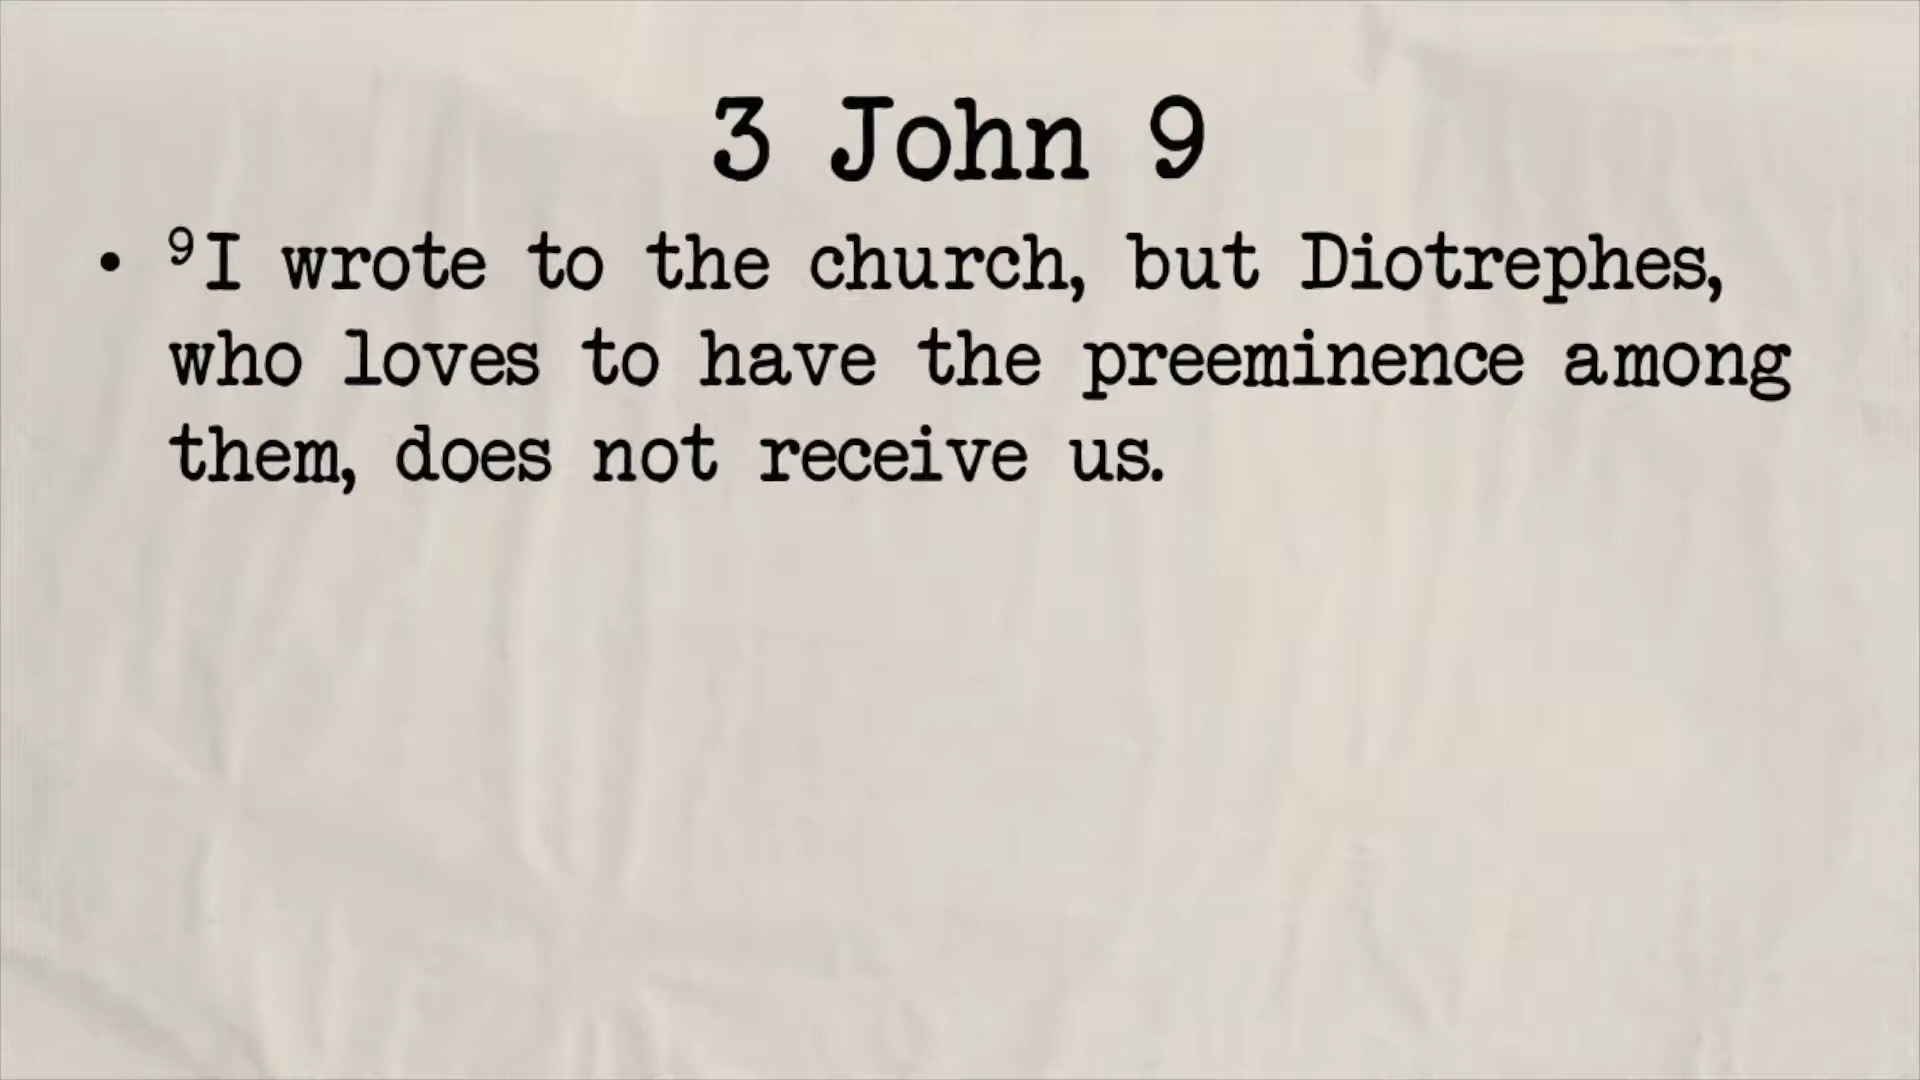 3 John 9
• ⁹I wrote to the church, but Diotrephes,
who loves to have the preeminence among
them, does not receive us.